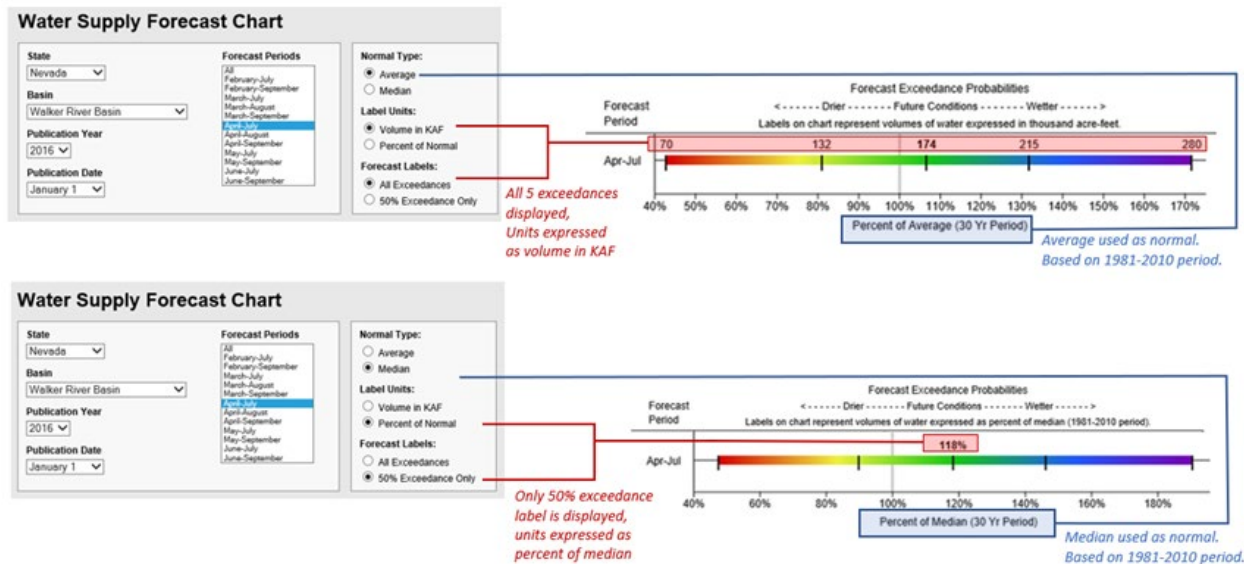 Water Supply Forecast Chart
State
Nevada
Basin
Walker River Basin
Publication Year
2016
Publication Date
January 1
Forecast Periods
All
February-July
February-September
March-July
March-August
March-September
April-July
April-August
April-September
May-July
May-September
June-July
June-September
Normal Type:
Average
Median
Label Units:
Volume in KAF
Percent of Normal
Forecast Labels:
All Exceedances
50% Exceedance Only
All 5 exceedances
displayed,
Units expressed
as volume in KAF
Forecast Exceedance Probabilities
Forecast
Period
<------ Drier ------ Future Conditions ------- Wetter ------>
Labels on chart represent volumes of water expressed in thousand acre-feet.
70 132 174 215 280
Apr-Jul
40% 50% 60% 70% 80% 90% 100% 110% 120% 130% 140% 150% 160% 170%
Percent of Average (30 Yr Period)
Average used as normal.
Based on 1981-2010 period.
Water Supply Forecast Chart
State
Nevada
Basin
Walker River Basin
Publication Year
2016
Publication Date
January 1
Forecast Periods
All
February-July
February-September
March-July
March-August
March-September
April-July
April-August
April-September
May-July
May-September
June-July
June-September
Normal Type:
Average
Median
Label Units:
Volume in KAF
Percent of Normal
Forecast Labels:
All Exceedances
50% Exceedance Only
Only 50% exceedance
label is displayed,
units expressed as
percent of median
Forecast Exceedance Probabilities
Forecast
Period
<------ Drier ------ Future Conditions ------- Wetter ------>
Labels on chart represent volumes of water expressed as percent of median (1981-2010 period).
118%
Apr-Jul
40% 60% 80% 100% 120% 140% 160% 180%
Percent of Median (30 Yr Period)
Median used as normal.
Based on 1981-2010 period.